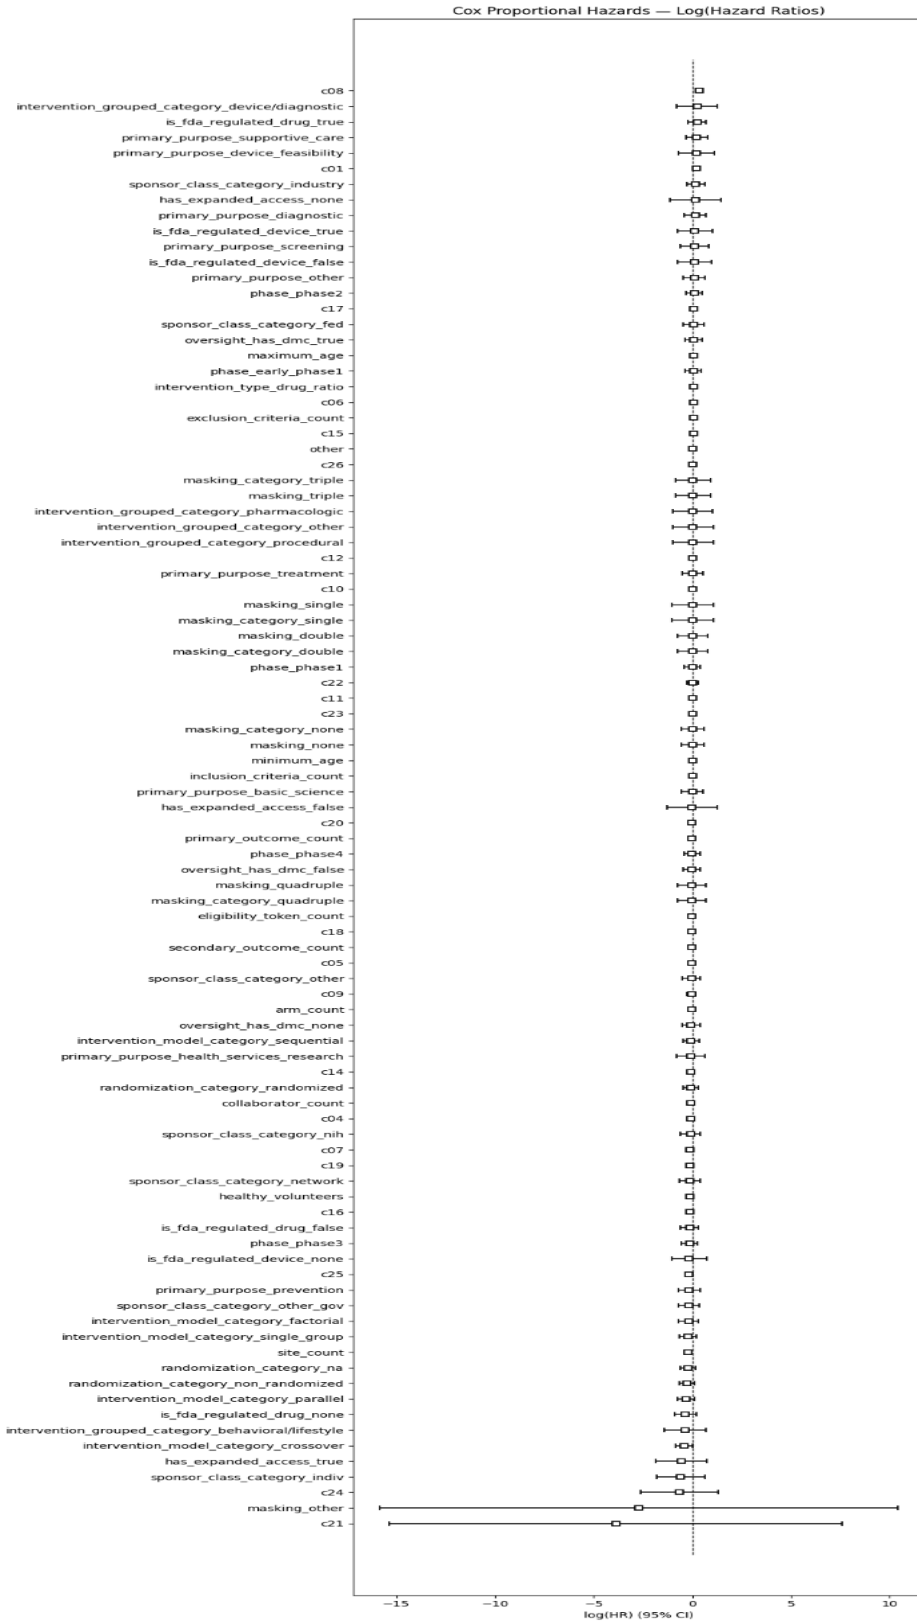 Cox Proportional Hazards — Log(Hazard Ratios)
c08
intervention_grouped_category_device/diagnostic
is_fda_regulated_drug_true
primary_purpose_supportive_care
primary_purpose_device_feasibility
c01
sponsor_class_category_industry
has_expanded_access_none
primary_purpose_diagnostic
is_fda_regulated_device_true
primary_purpose_screening
is_fda_regulated_device_false
primary_purpose_other
phase_phase2
c17
sponsor_class_category_fed
oversight_has_dmc_true
maximum_age
phase_early_phase1
intervention_type_drug_ratio
c06
exclusion_criteria_count
c15
other
c26
masking_category_triple
masking_triple
intervention_grouped_category_pharmacologic
intervention_grouped_category_other
intervention_grouped_category_procedural
c12
primary_purpose_treatment
c10
masking_single
masking_category_single
masking_double
masking_category_double
phase_phase1
c22
c11
c23
masking_category_none
masking_none
minimum_age
inclusion_criteria_count
primary_purpose_basic_science
has_expanded_access_false
c20
primary_outcome_count
phase_phase4
oversight_has_dmc_false
masking_quadruple
masking_category_quadruple
eligibility_token_count
c18
secondary_outcome_count
c05
sponsor_class_category_other
c09
arm_count
oversight_has_dmc_none
intervention_model_category_sequential
primary_purpose_health_services_research
c14
randomization_category_randomized
collaborator_count
c04
sponsor_class_category_nih
c07
c19
sponsor_class_category_network
healthy_volunteers
c16
is_fda_regulated_drug_false
phase_phase3
is_fda_regulated_device_none
c25
primary_purpose_prevention
sponsor_class_category_other_gov
intervention_model_category_factorial
intervention_model_category_single_group
site_count
randomization_category_na
randomization_category_non_randomized
intervention_model_category_parallel
is_fda_regulated_drug_none
intervention_grouped_category_behavioral/lifestyle
intervention_model_category_crossover
has_expanded_access_true
sponsor_class_category_indiv
c24
masking_other
c21
−15 −10 −5 0 5 10
log(HR) (95% CI)